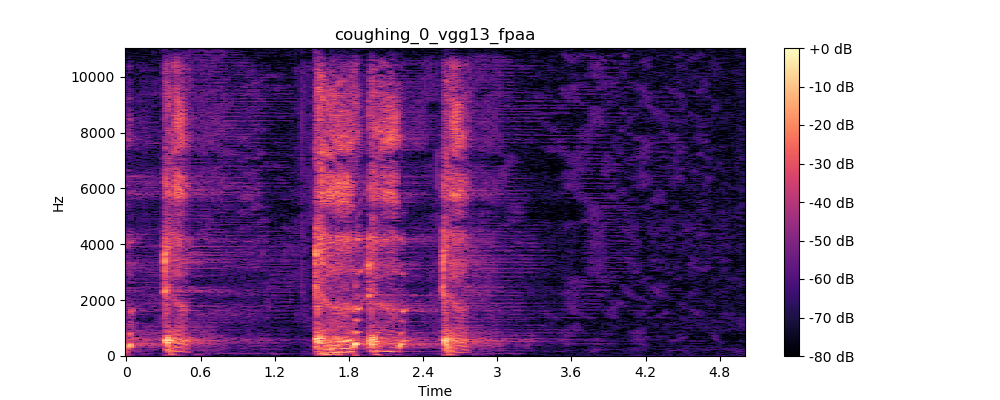 coughing_0_vgg13_fpaa
Hz
10000
8000
6000
4000
2000
0
0 0.6 1.2 1.8 2.4 3 3.6 4.2 4.8
Time
+0 dB
-10 dB
-20 dB
-30 dB
-40 dB
-50 dB
-60 dB
-70 dB
-80 dB